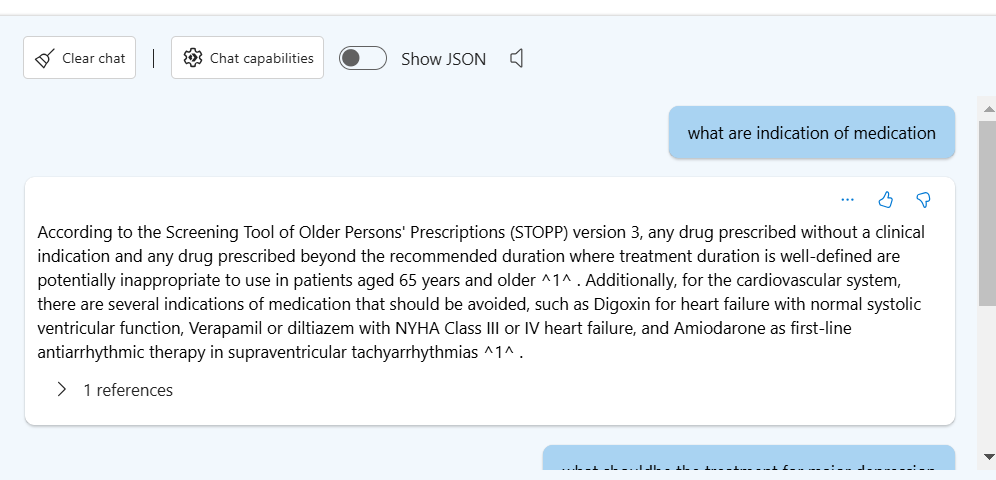 Clear chat | Chat capabilities Show JSON
what are indication of medication
According to the Screening Tool of Older Persons' Prescriptions (STOPP) version 3, any drug prescribed without a clinical
indication and any drug prescribed beyond the recommended duration where treatment duration is well-defined are
potentially inappropriate to use in patients aged 65 years and older ^1^ . Additionally, for the cardiovascular system,
there are several indications of medication that should be avoided, such as Digoxin for heart failure with normal systolic
ventricular function, Verapamil or diltiazem with NYHA Class III or IV heart failure, and Amiodarone as first-line
antiarrhythmic therapy in supraventricular tachyarrhythmias ^1^ .
1 references
what shouldbe the treatment for major depression